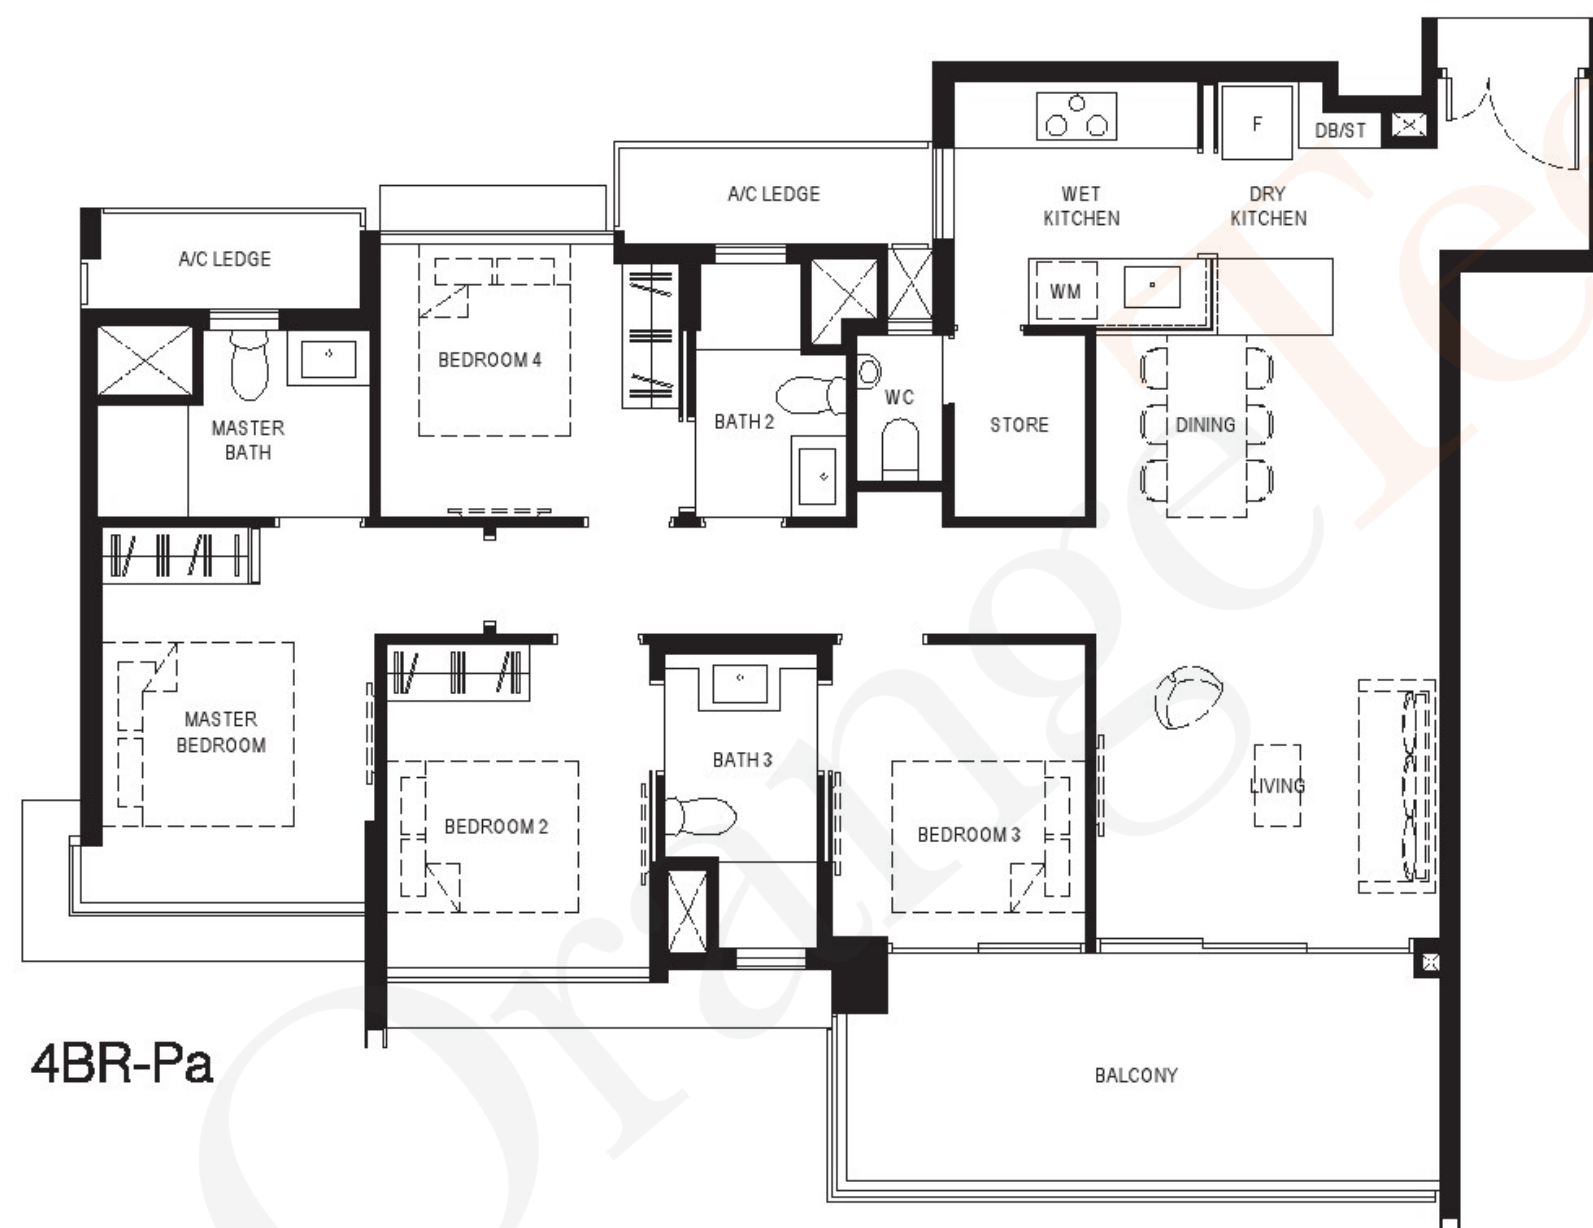 F
DB/ST
A/C LEDGE
WET
KITCHEN
DRY
KITCHEN
A/C LEDGE
WM
BEDROOM 4
MASTER
BATH
BATH 2
WC
STORE
DINING
MASTER
BEDROOM
BATH 3
LIVING
BEDROOM 2
BEDROOM 3
4BR-Pa
BALCONY
OrangeTee